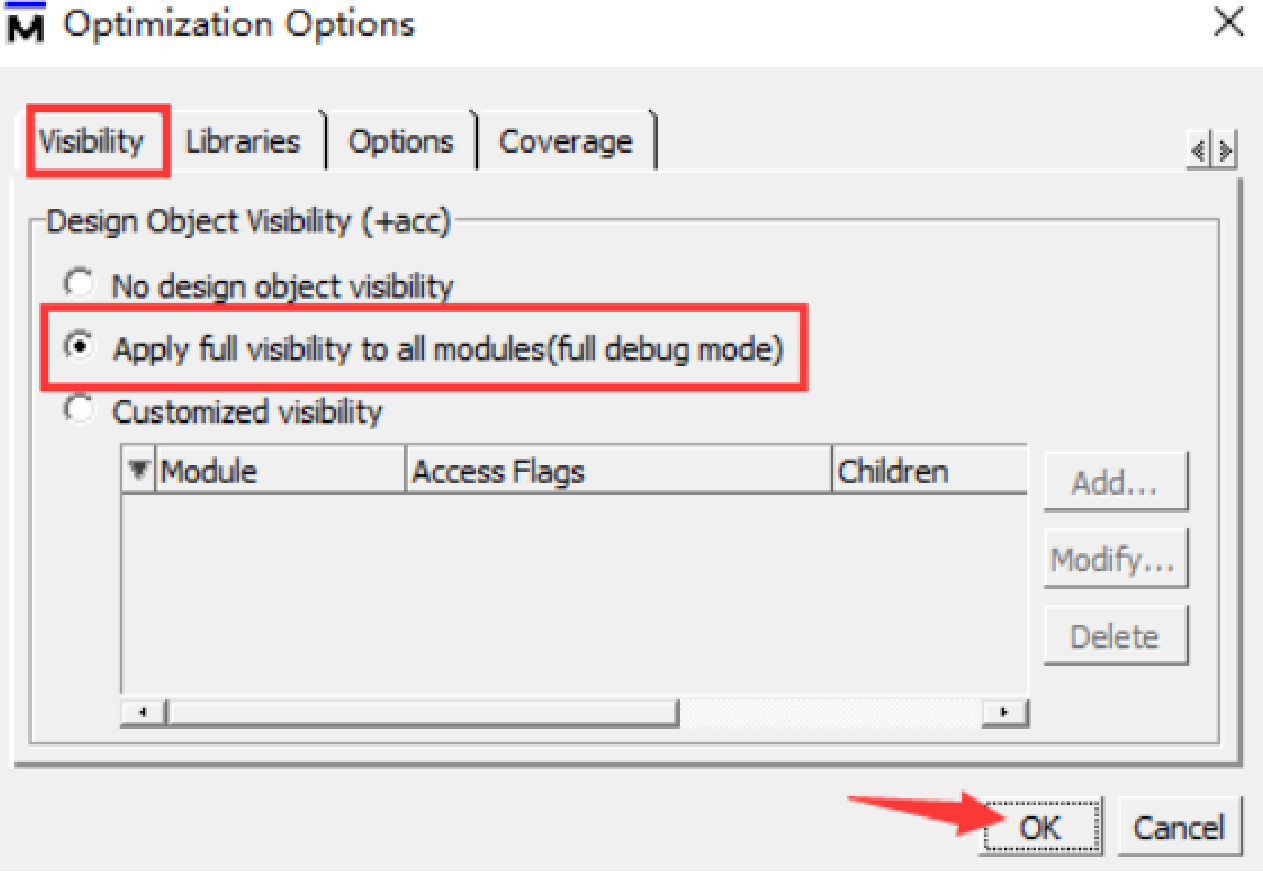 M Optimization Options
Visibility Libraries Options Coverage
Design Object Visibility (+acc)
No design object visibility
Apply full visibility to all modules(full debug mode)
Customized visibility
Module Access Flags Children
Add...
Modify...
Delete
OK Cancel